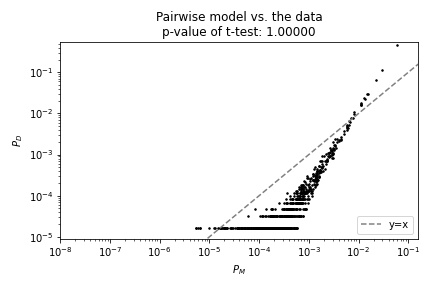 Pairwise model vs. the data
p-value of t-test: 1.00000
P_D
10⁻¹
10⁻²
10⁻³
10⁻⁴
10⁻⁵
y=x
10⁻⁸ 10⁻⁷ 10⁻⁶ 10⁻⁵ 10⁻⁴ 10⁻³ 10⁻² 10⁻¹
P_M